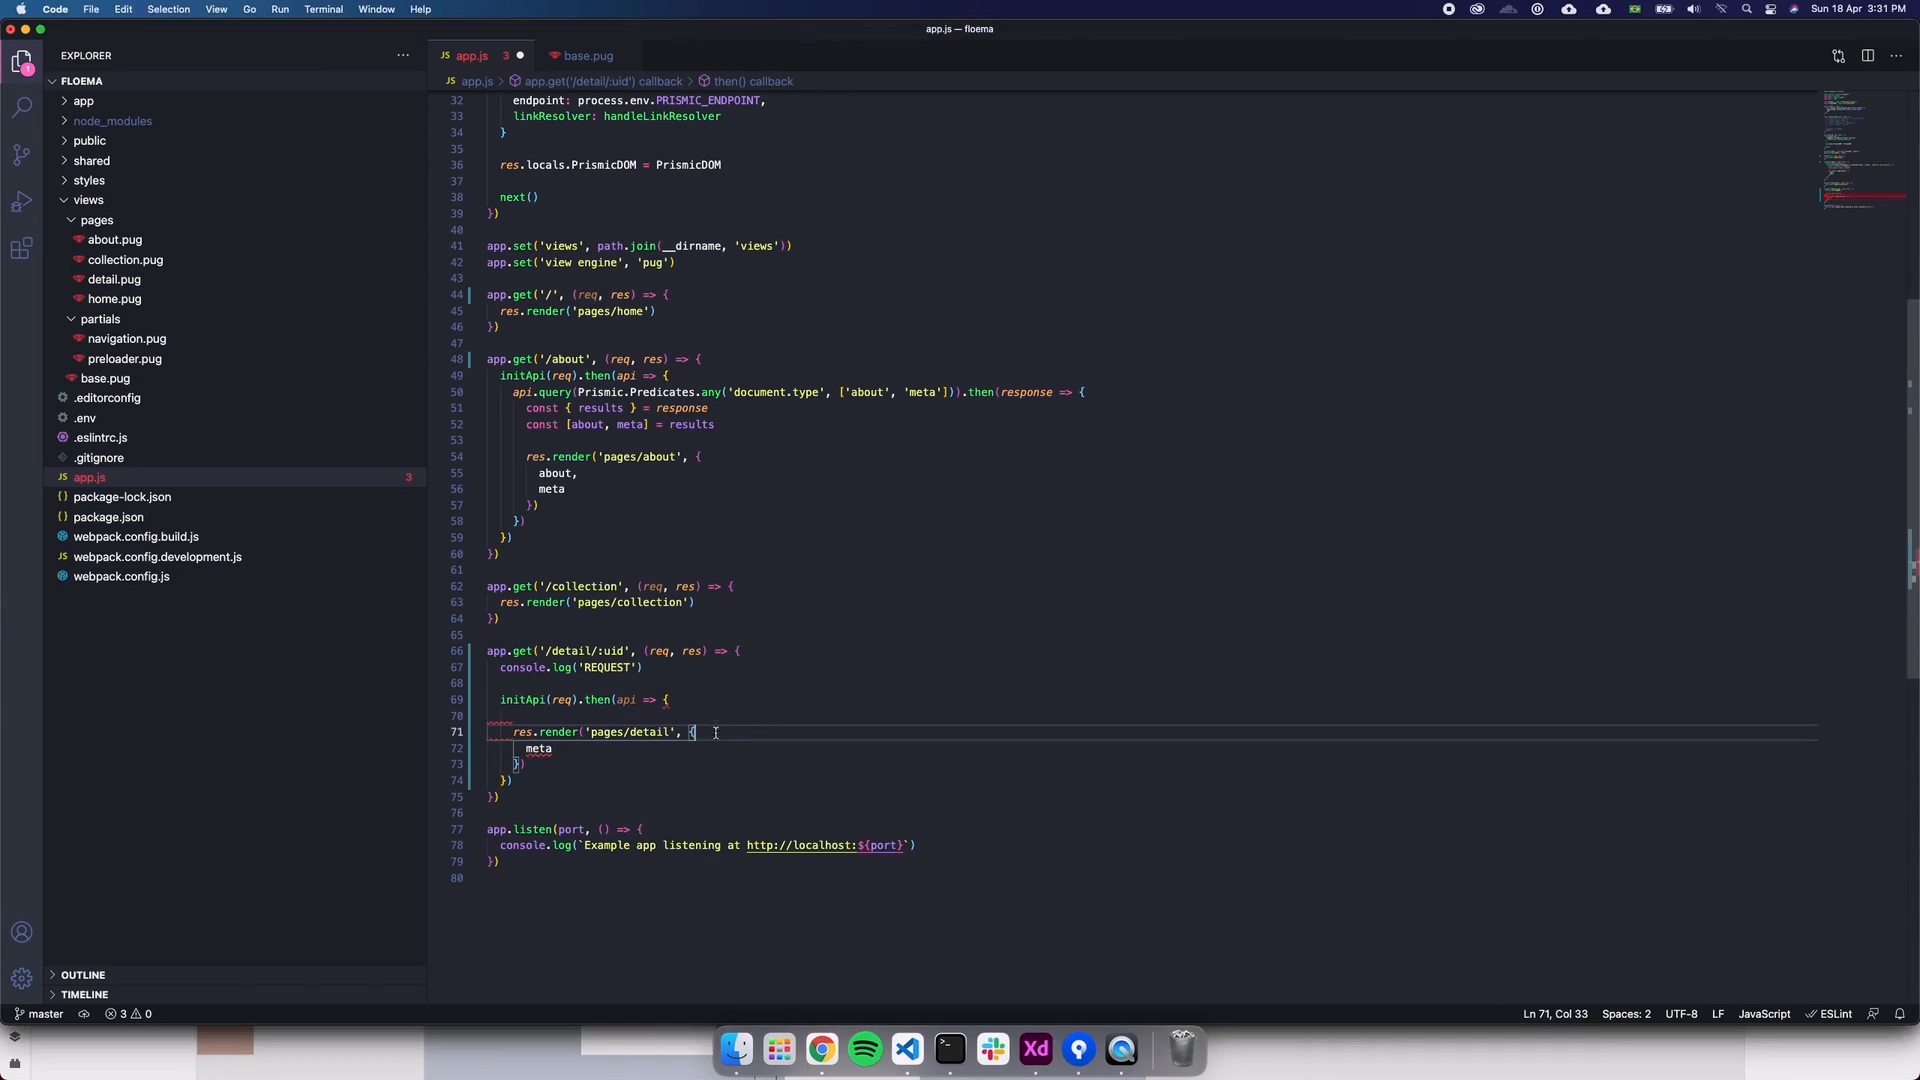 Code File Edit Selection View Go Run Terminal Window Help
Sun 18 Apr 3:31 PM
app.js — floema
EXPLORER
1
FLOEMA
app
node_modules
public
shared
styles
views
pages
about.pug
collection.pug
detail.pug
home.pug
partials
navigation.pug
preloader.pug
base.pug
.editorconfig
.env
.eslintrc.js
.gitignore
JS app.js 3
{} package-lock.json
{} package.json
webpack.config.build.js
JS webpack.config.development.js
webpack.config.js
OUTLINE
TIMELINE
JS app.js 3
base.pug
JS app.js > app.get('/detail/:uid') callback > then() callback
32 endpoint: process.env.PRISMIC_ENDPOINT,
33 linkResolver: handleLinkResolver
34 }
35
36 res.locals.PrismicDOM = PrismicDOM
37
38 next()
39 })
40
41 app.set('views', path.join(__dirname, 'views'))
42 app.set('view engine', 'pug')
43
44 app.get('/', (req, res) => {
45 res.render('pages/home')
46 })
47
48 app.get('/about', (req, res) => {
49 initApi(req).then(api => {
50 api.query(Prismic.Predicates.any('document.type', ['about', 'meta'])).then(response => {
51 const { results } = response
52 const [about, meta] = results
53
54 res.render('pages/about', {
55 about,
56 meta
57 })
58 })
59 })
60 })
61
62 app.get('/collection', (req, res) => {
63 res.render('pages/collection')
64 })
65
66 app.get('/detail/:uid', (req, res) => {
67 console.log('REQUEST')
68
69 initApi(req).then(api => {
70
71 res.render('pages/detail', {
72 meta
73 })
74 })
75 })
76
77 app.listen(port, () => {
78 console.log(`Example app listening at http://localhost:${port}`)
79 })
80
master 3 0
Ln 71, Col 33 Spaces: 2 UTF-8 LF JavaScript ESLint
Xd